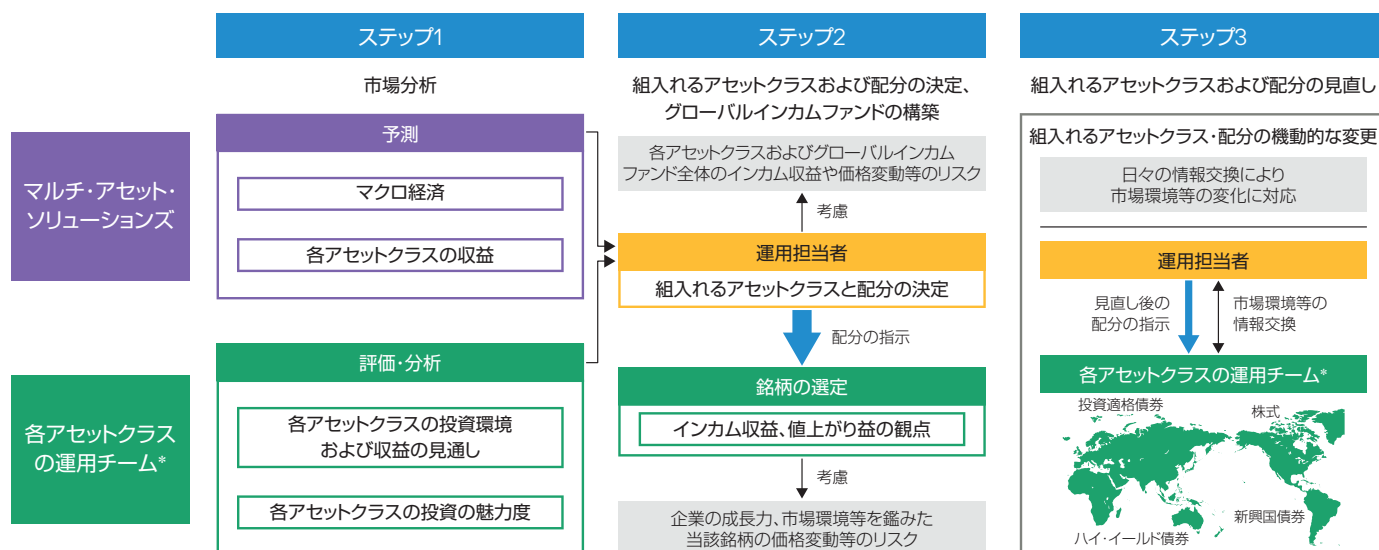 ステップ1
市場分析
マルチ・アセット・
ソリューションズ
予測
マクロ経済
各アセットクラスの収益
各アセットクラス
の運用チーム*
評価・分析
各アセットクラスの投資環境
および収益の見通し
各アセットクラスの投資の魅力度
ステップ2
組入れるアセットクラスおよび配分の決定、
グローバルインカムファンドの構築
各アセットクラスおよびグローバルインカム
ファンド全体のインカム収益や価格変動等のリスク
考慮
運用担当者
組入れるアセットクラスと配分の決定
配分の指示
銘柄の選定
インカム収益、値上がり益の観点
考慮
企業の成長力、市場環境等を鑑みた
当該銘柄の価格変動等のリスク
ステップ3
組入れるアセットクラスおよび配分の見直し
組入れるアセットクラス・配分の機動的な変更
日々の情報交換により
市場環境等の変化に対応
運用担当者
見直し後の
配分の指示
市場環境等の
情報交換
各アセットクラスの運用チーム*
投資適格債券
株式
新興国債券
ハイ・イールド債券